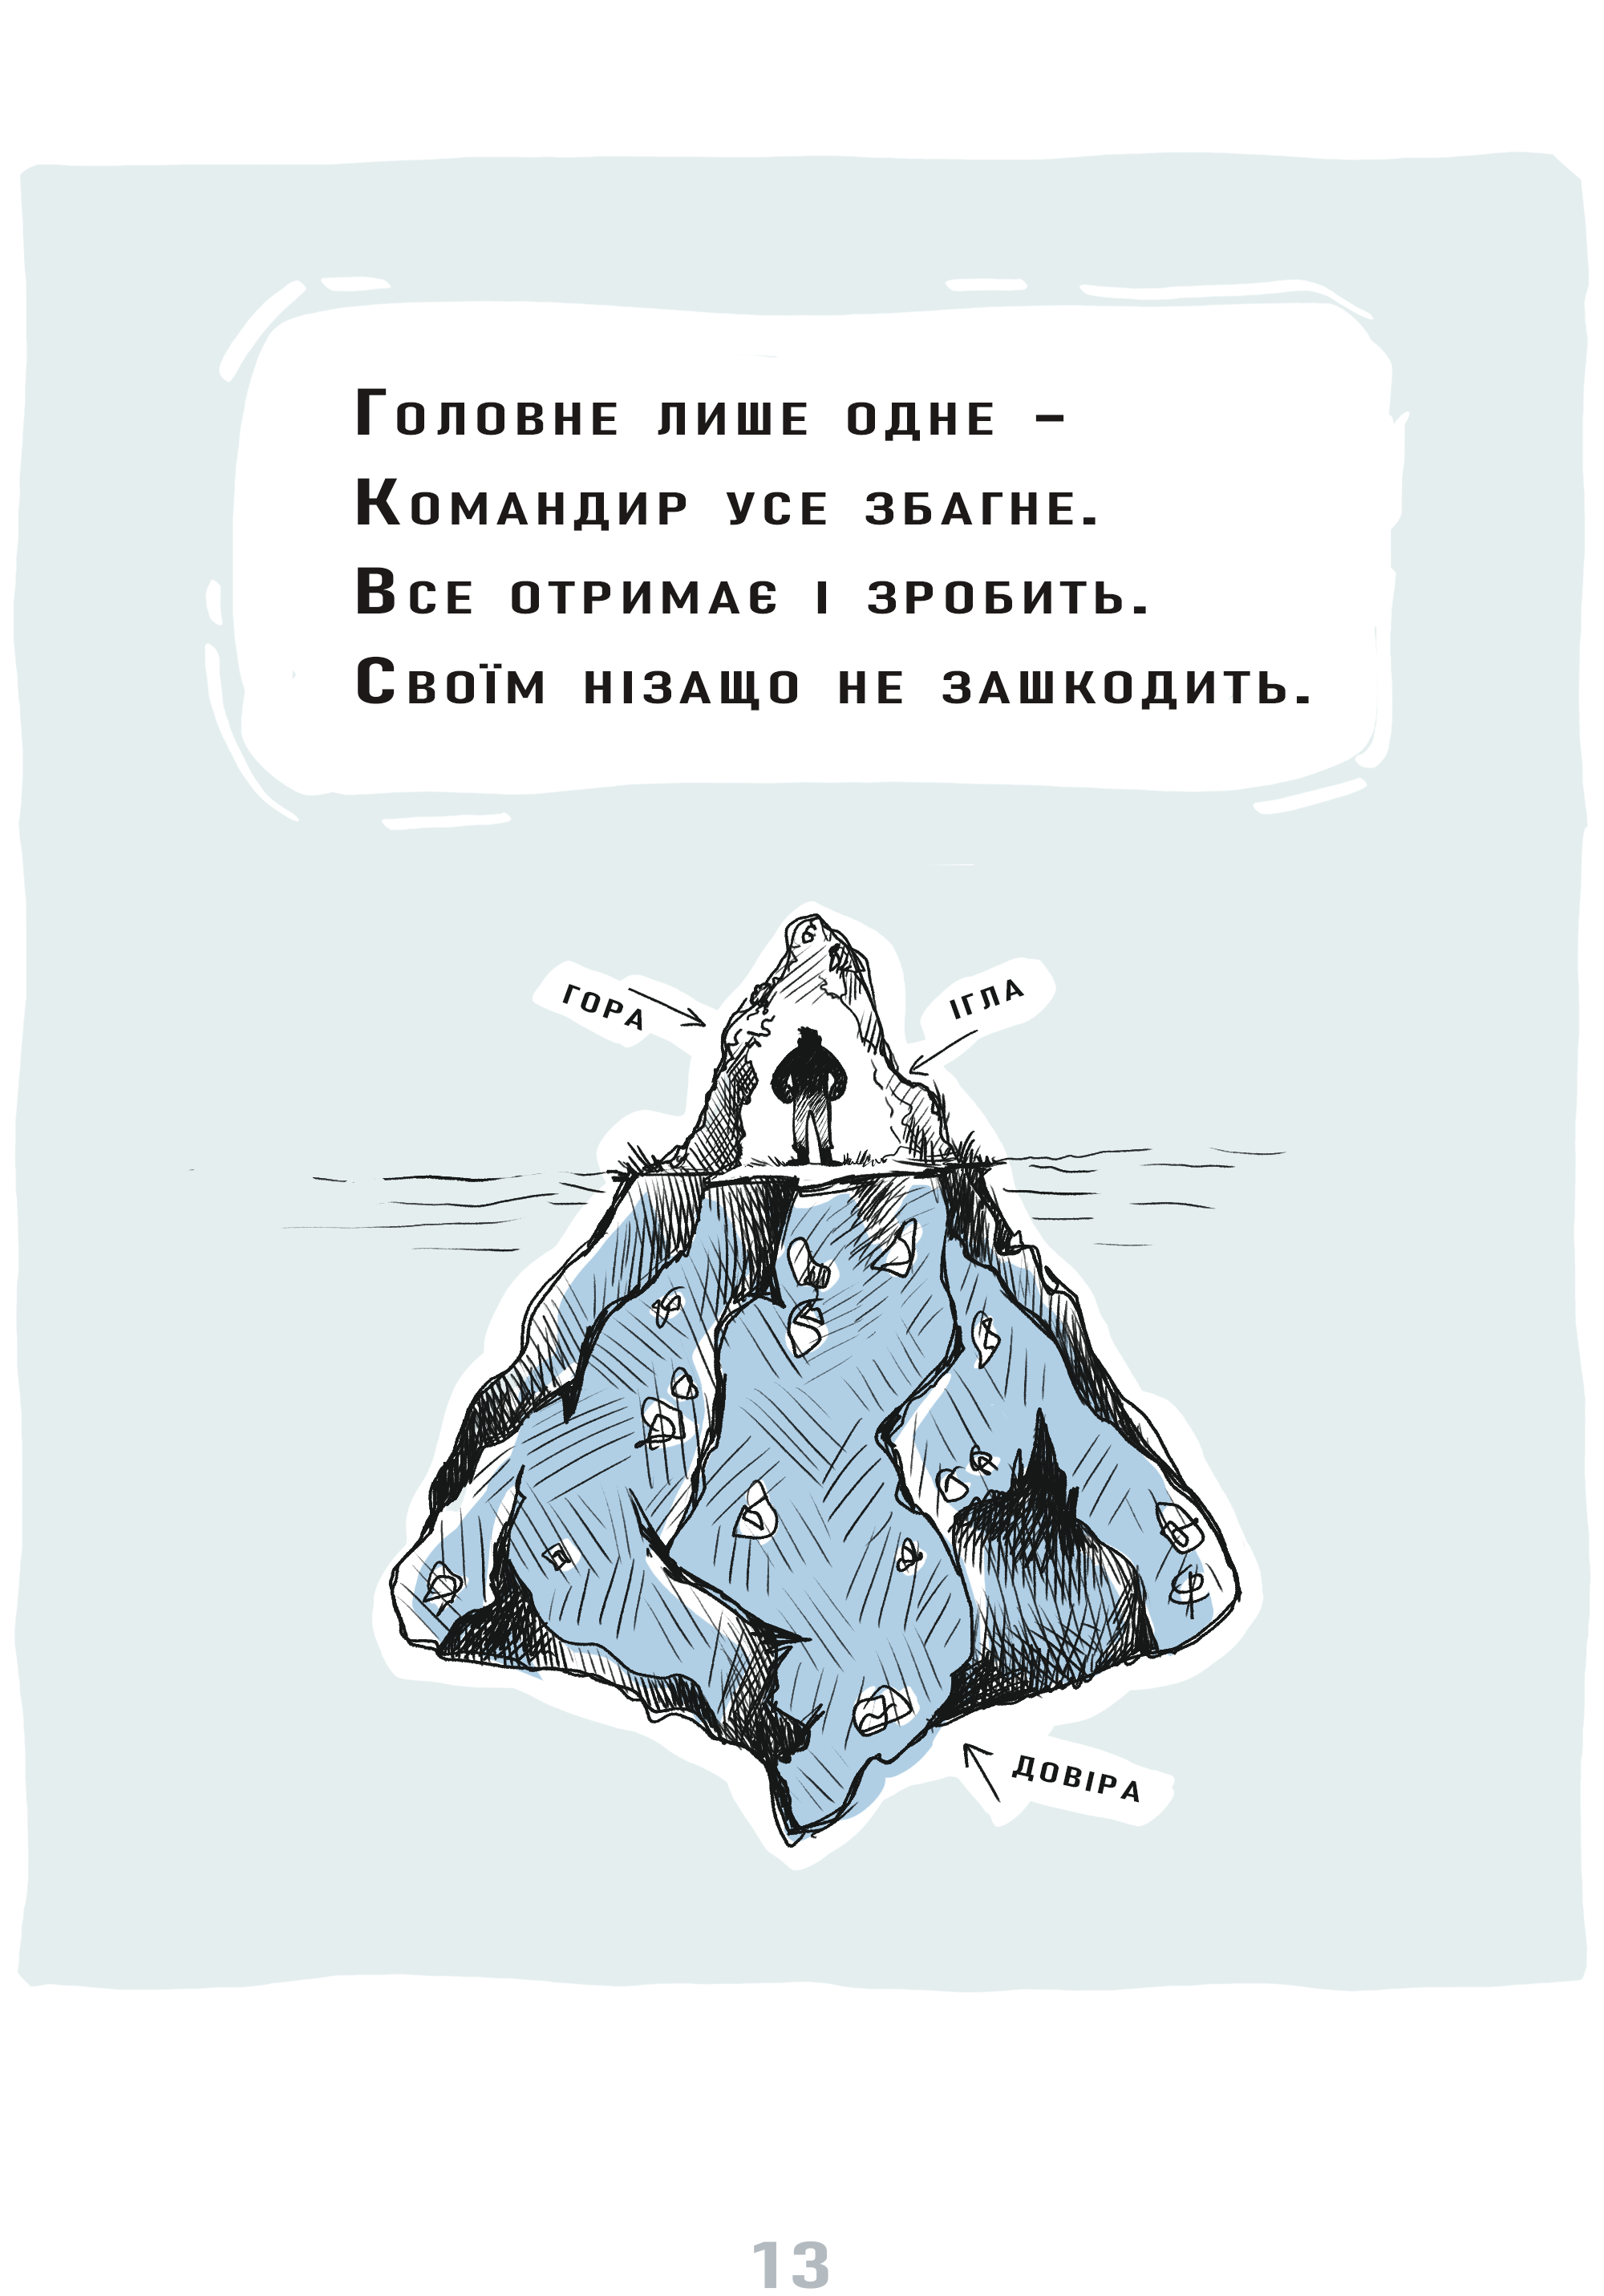 Головне лише одне –
Командир усе збагне.
Все отримає і зробить.
Своїм нізащо не зашкодить.
ГОРА
ІГЛА
ДОВІРА
13